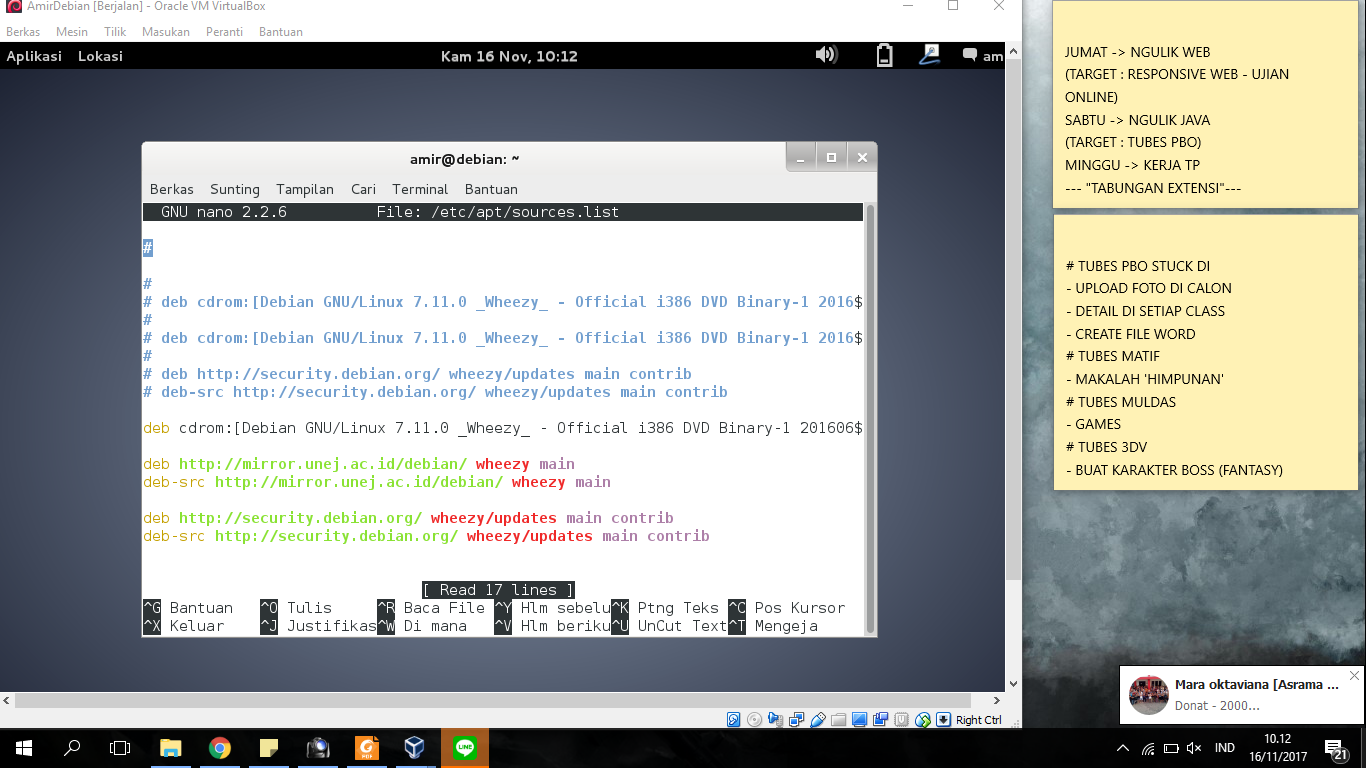 AmirDebian [Berjalan] - Oracle VM VirtualBox
Berkas Mesin Tilik Masukan Peranti Bantuan
Aplikasi Lokasi Kam 16 Nov, 10:12 am
amir@debian: ~
Berkas Sunting Tampilan Cari Terminal Bantuan
GNU nano 2.2.6 File: /etc/apt/sources.list
#
#
# deb cdrom:[Debian GNU/Linux 7.11.0 _Wheezy_ - Official i386 DVD Binary-1 2016$
#
# deb cdrom:[Debian GNU/Linux 7.11.0 _Wheezy_ - Official i386 DVD Binary-1 2016$
#
# deb http://security.debian.org/ wheezy/updates main contrib
# deb-src http://security.debian.org/ wheezy/updates main contrib
deb cdrom:[Debian GNU/Linux 7.11.0 _Wheezy_ - Official i386 DVD Binary-1 201606$
deb http://mirror.unej.ac.id/debian/ wheezy main
deb-src http://mirror.unej.ac.id/debian/ wheezy main
deb http://security.debian.org/ wheezy/updates main contrib
deb-src http://security.debian.org/ wheezy/updates main contrib
[ Read 17 lines ]
^G Bantuan ^O Tulis ^R Baca File ^Y Hlm sebelu ^K Ptng Teks ^C Pos Kursor
^X Keluar ^J Justifikas ^W Di mana ^V Hlm beriku ^U UnCut Text ^T Mengeja
Right Ctrl
JUMAT -> NGULIK WEB
(TARGET : RESPONSIVE WEB - UJIAN
ONLINE)
SABTU -> NGULIK JAVA
(TARGET : TUBES PBO)
MINGGU -> KERJA TP
--- "TABUNGAN EXTENSI"---
# TUBES PBO STUCK DI
- UPLOAD FOTO DI CALON
- DETAIL DI SETIAP CLASS
- CREATE FILE WORD
# TUBES MATIF
- MAKALAH 'HIMPUNAN'
# TUBES MULDAS
- GAMES
# TUBES 3DV
- BUAT KARAKTER BOSS (FANTASY)
Mara oktaviana [Asrama ...
Donat - 2000...
PDF
LINE
IND
10.12
16/11/2017
21